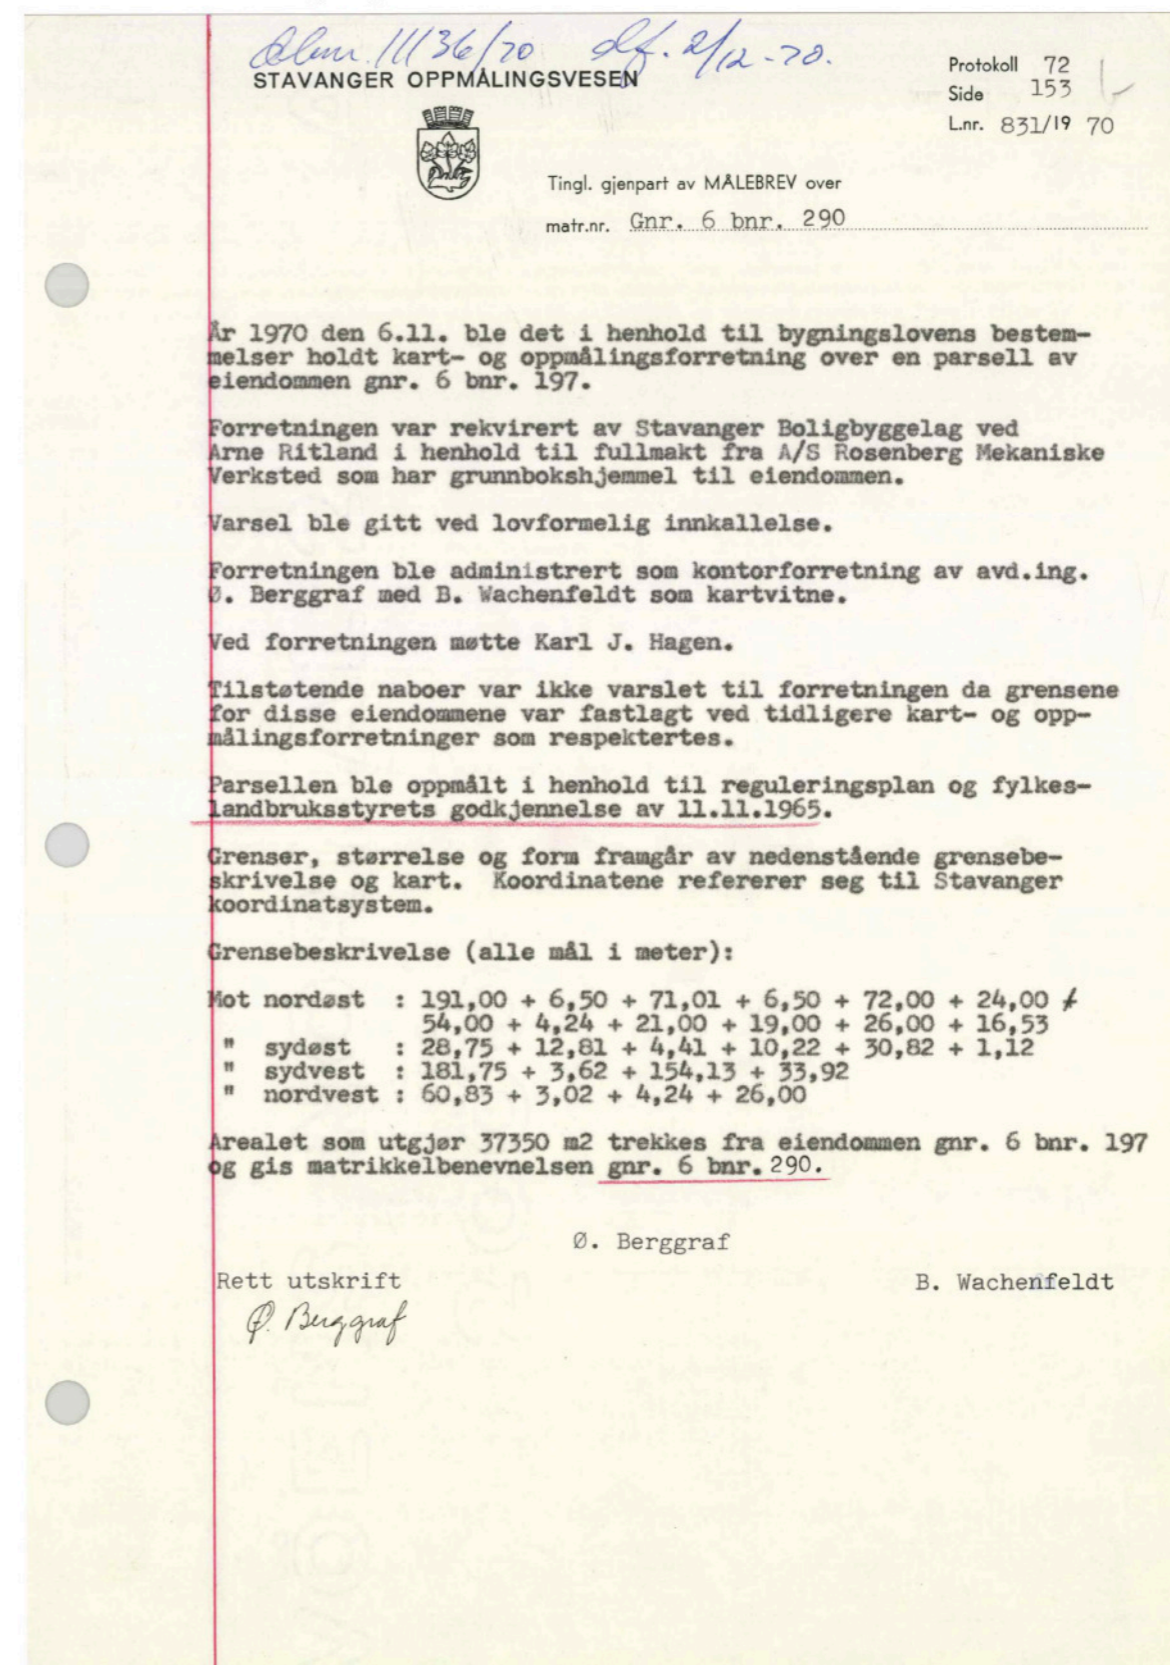 11136/70 2/12-70.
STAVANGER OPPMÅLINGSVESEN
Protokoll 72
Side 153
L.nr. 831/19 70
Tingl. gjenpart av MÅLEBREV over
matr.nr. Gnr. 6 bnr. 290
År 1970 den 6.11. ble det i henhold til bygningslovens bestem-
melser holdt kart- og oppmålingsforretning over en parsell av
eiendommen gnr. 6 bnr. 197.
Forretningen var rekvirert av Stavanger Boligbyggelag ved
Arne Ritland i henhold til fullmakt fra A/S Rosenberg Mekaniske
Verksted som har grunnbokshjemmel til eiendommen.
Varsel ble gitt ved lovformelig innkallelse.
Forretningen ble administrert som kontorforretning av avd.ing.
Ø. Berggraf med B. Wachenfeldt som kartvitne.
Ved forretningen møtte Karl J. Hagen.
Tilstøtende naboer var ikke varslet til forretningen da grensene
for disse eiendommene var fastlagt ved tidligere kart- og opp-
målingsforretninger som respektertes.
Parsellen ble oppmålt i henhold til reguleringsplan og fylkes-
landbruksstyrets godkjennelse av 11.11.1965.
Grenser, størrelse og form framgår av nedenstående grensebe-
skrivelse og kart. Koordinatene refererer seg til Stavanger
koordinatsystem.
Grensebeskrivelse (alle mål i meter):
Mot nordøst : 191,00 + 6,50 + 71,01 + 6,50 + 72,00 + 24,00 +
54,00 + 4,24 + 21,00 + 19,00 + 26,00 + 16,53
" sydøst : 28,75 + 12,81 + 4,41 + 10,22 + 30,82 + 1,12
" sydvest : 181,75 + 3,62 + 154,13 + 33,92
" nordvest : 60,83 + 3,02 + 4,24 + 26,00
Arealet som utgjør 37350 m2 trekkes fra eiendommen gnr. 6 bnr. 197
og gis matrikkelbenevnelsen gnr. 6 bnr. 290.
Ø. Berggraf
Rett utskrift
B. Wachenfeldt
Ø. Berggraf